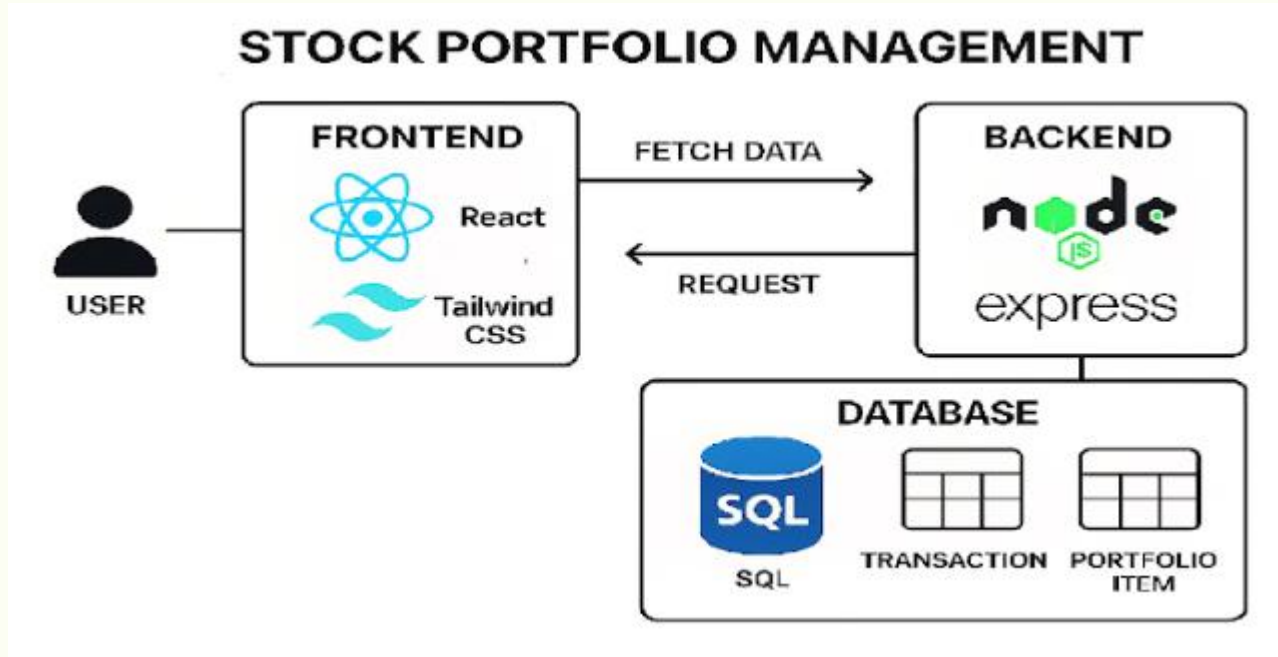 STOCK PORTFOLIO MANAGEMENT
FRONTEND
React
Tailwind
CSS
USER
FETCH DATA
REQUEST
BACKEND
node
JS
express
DATABASE
SQL
SQL
TRANSACTION
PORTFOLIO
ITEM